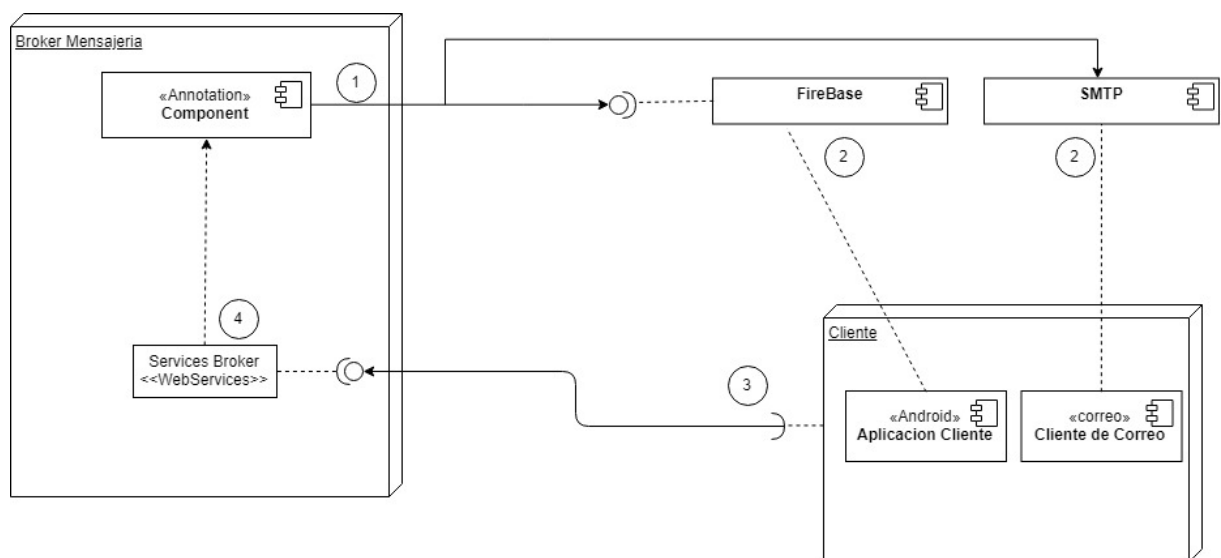 Broker Mensajeria
«Annotation»
Component
1
FireBase
SMTP
2
2
4
Services Broker
<<WebServices>>
3
Cliente
«Android»
Aplicacion Cliente
«correo»
Cliente de Correo